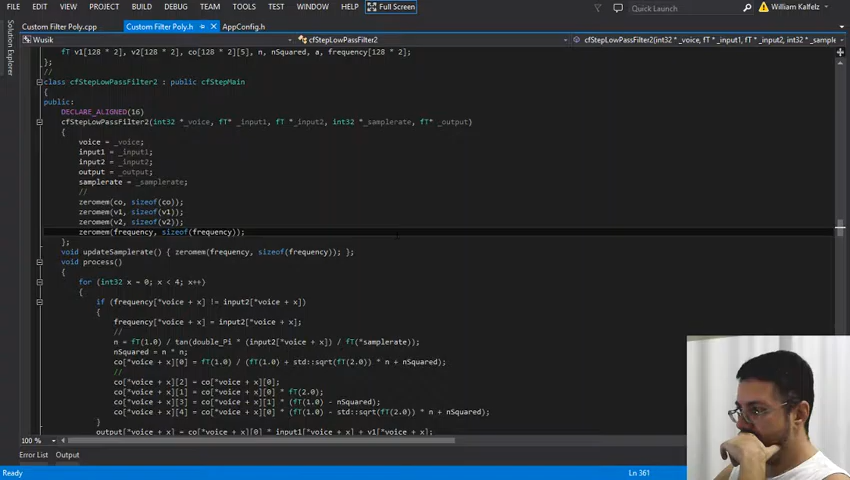 FILE EDIT VIEW PROJECT BUILD DEBUG TEAM TOOLS TEST WINDOW HELP Full Screen Quick Launch William Kalfelz
Custom Filter Poly.cpp Custom Filter Poly.h AppConfig.h
Solution Explorer
Wusik cfStepLowPassFilter2 cfStepLowPassFilter2(int32 *_voice, fT *_input1, fT *_input2, int32 *_sample
fT v1[128 * 2], v2[128 * 2], co[128 * 2][5], n, nSquared, a, frequency[128 * 2];
};
//
class cfStepLowPassFilter2 : public cfStepMain
{
public:
DECLARE_ALIGNED(16)
cfStepLowPassFilter2(int32 *_voice, fT* _input1, fT *_input2, int32 *_samplerate, fT* _output)
{
voice = _voice;
input1 = _input1;
input2 = _input2;
output = _output;
samplerate = _samplerate;
//
zeromem(co, sizeof(co));
zeromem(v1, sizeof(v1));
zeromem(v2, sizeof(v2));
zeromem(frequency, sizeof(frequency));
};
void updateSamplerate() { zeromem(frequency, sizeof(frequency)); };
void process()
{
for (int32 x = 0; x < 4; x++)
{
if (frequency[*voice + x] != input2[*voice + x])
{
frequency[*voice + x] = input2[*voice + x];
//
n = fT(1.0) / tan(double_Pi * (input2[*voice + x] / fT(*samplerate));
nSquared = n * n;
co[*voice + x][0] = fT(1.0) / (fT(1.0) + std::sqrt(fT(2.0)) * n + nSquared);
//
co[*voice + x][2] = co[*voice + x][0];
co[*voice + x][1] = co[*voice + x][0] * fT(2.0);
co[*voice + x][3] = co[*voice + x][1] * (fT(1.0) - nSquared);
co[*voice + x][4] = co[*voice + x][0] * (fT(1.0) - std::sqrt(fT(2.0)) * n + nSquared);
}
output[*voice + x] = co[*voice + x][0] * input1[*voice + x] + v1[*voice + x];
100 %
Error List Output
Ready Ln 361